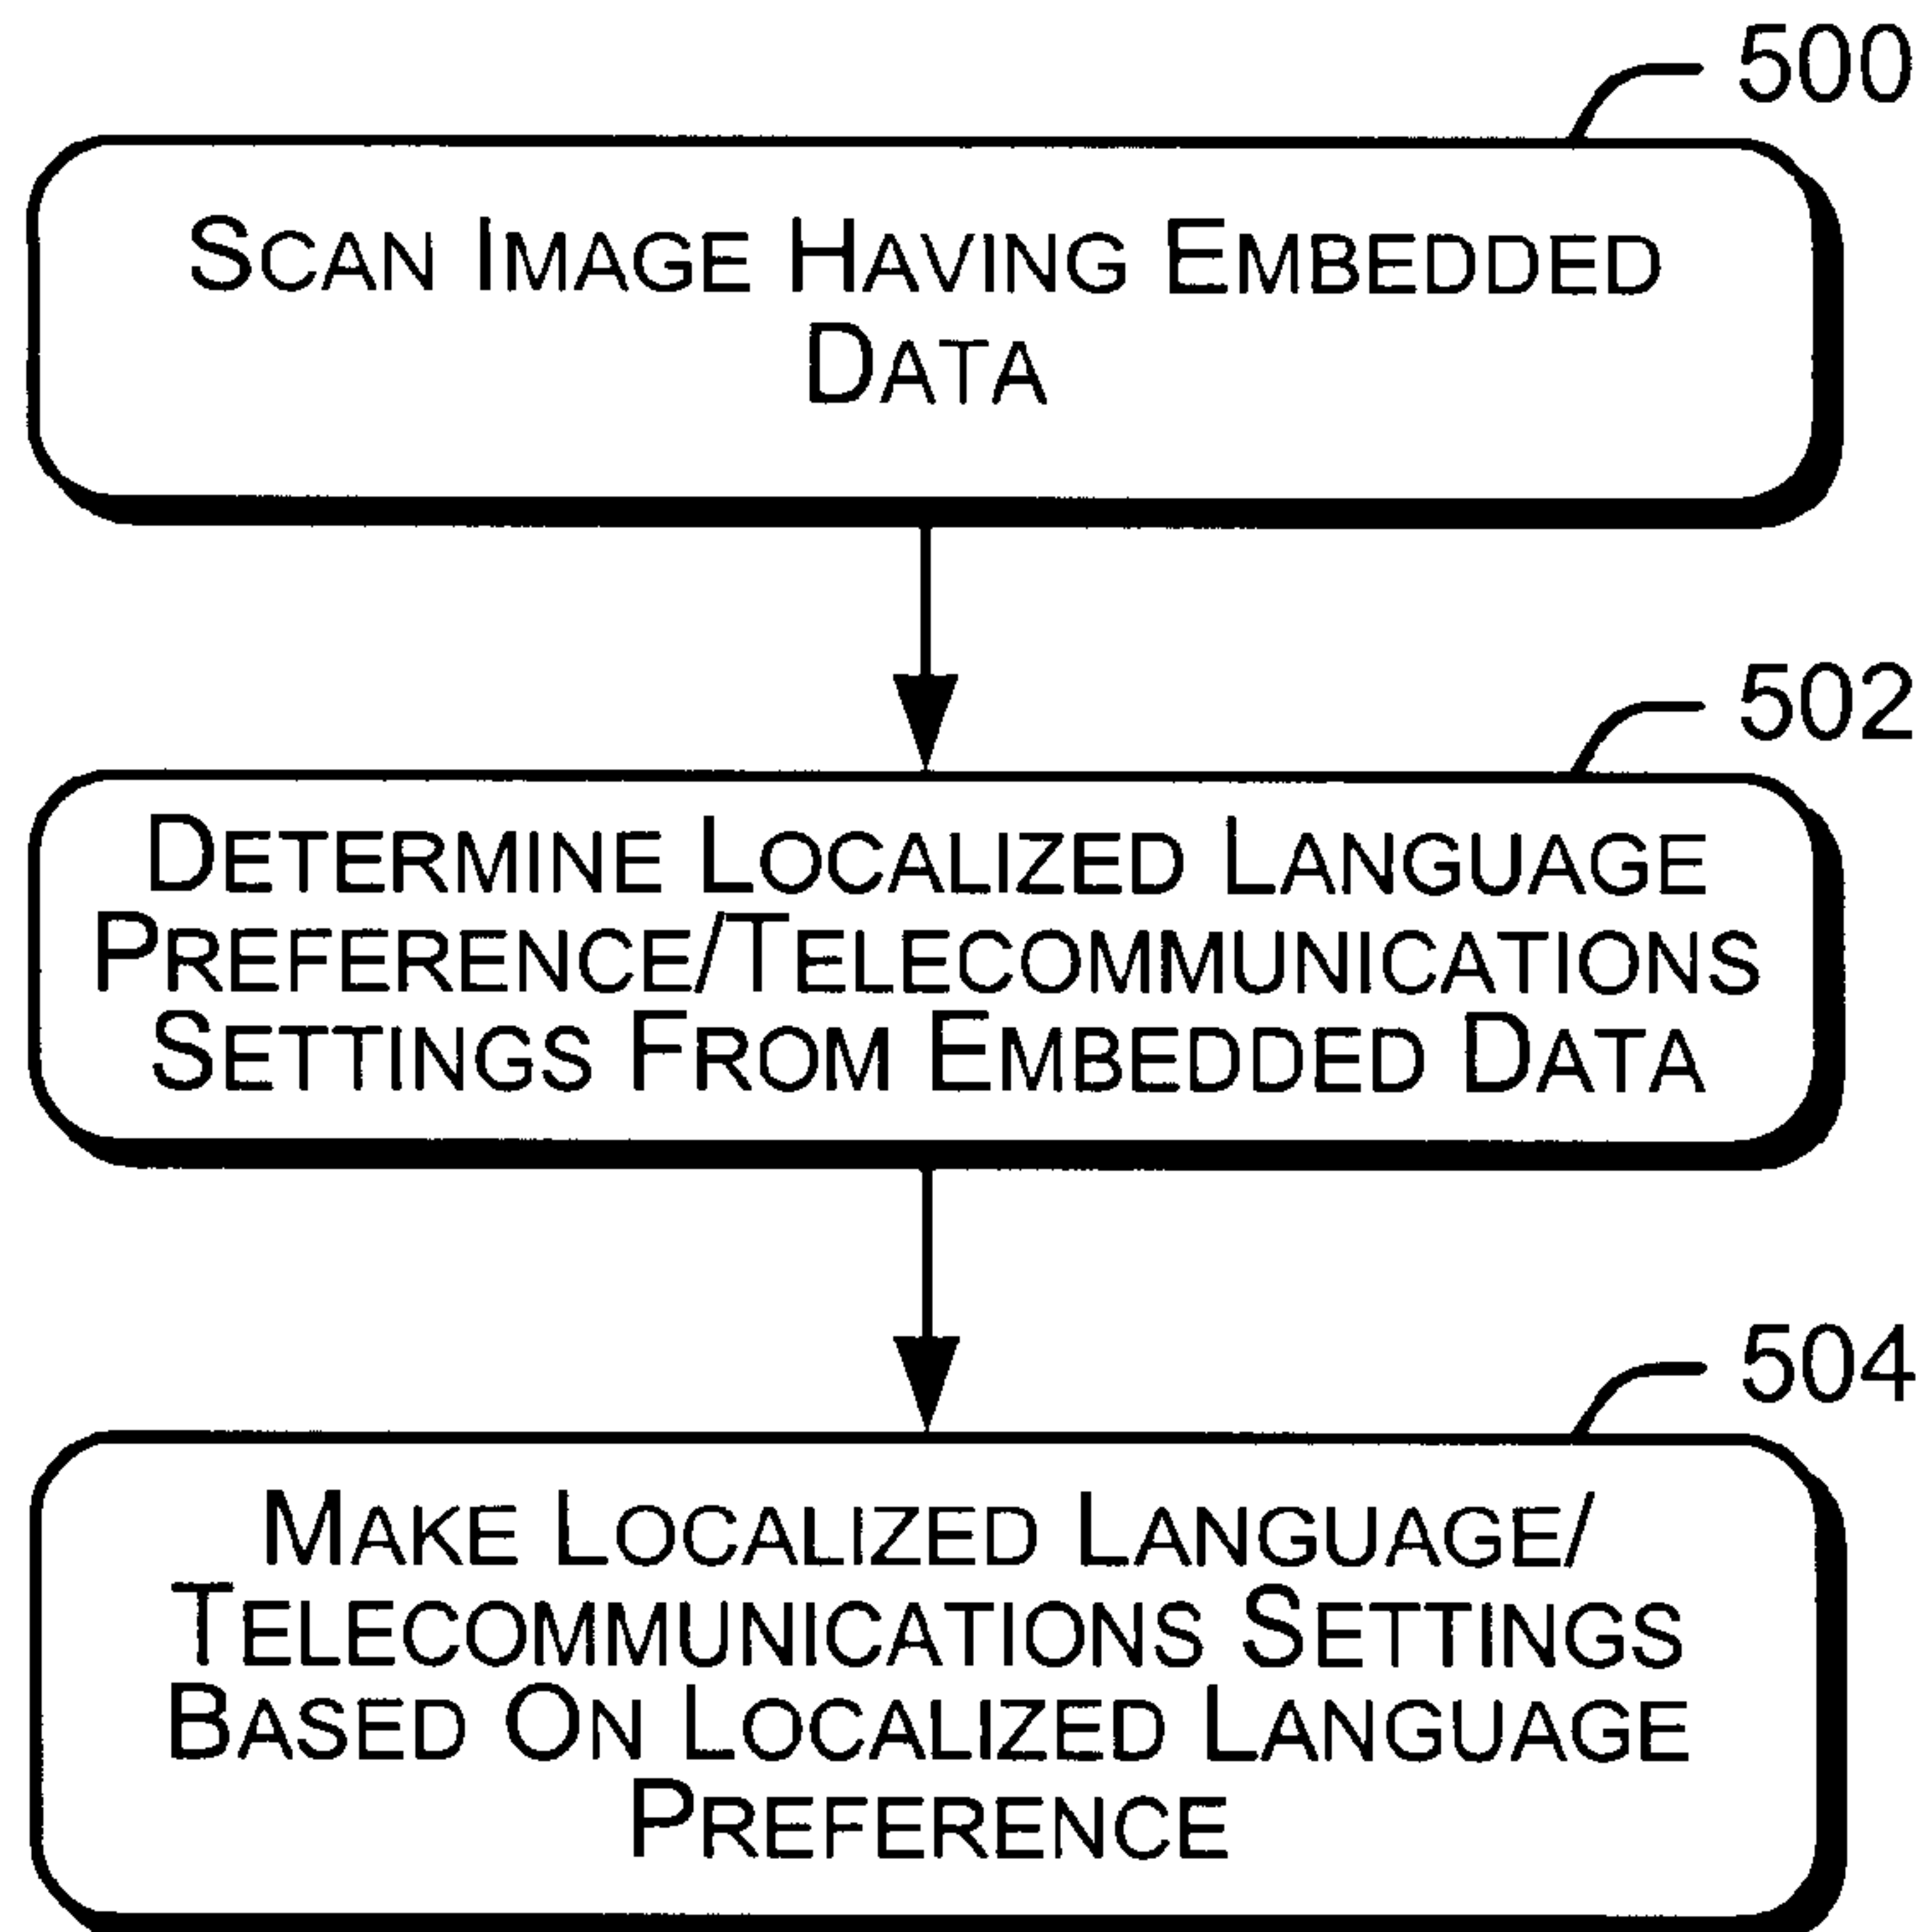 500
SCAN IMAGE HAVING EMBEDDED
DATA
502
DETERMINE LOCALIZED LANGUAGE
PREFERENCE/TELECOMMUNICATIONS
SETTINGS FROM EMBEDDED DATA
504
MAKE LOCALIZED LANGUAGE/
TELECOMMUNICATIONS SETTINGS
BASED ON LOCALIZED LANGUAGE
PREFERENCE